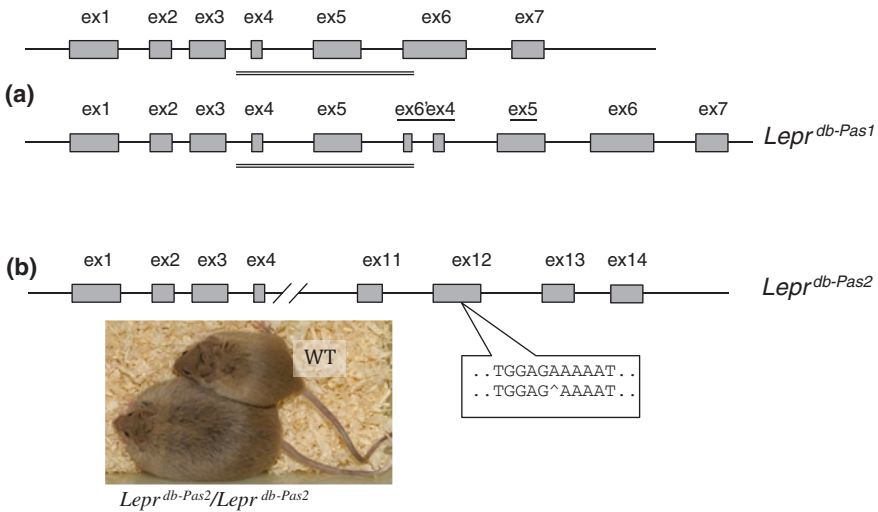 ex1 ex2 ex3 ex4 ex5 ex6 ex7
(a)
ex1 ex2 ex3 ex4 ex5 ex6' ex4 ex5 ex6 ex7
Lepr db-Pas1
(b)
ex1 ex2 ex3 ex4 ex11 ex12 ex13 ex14
Lepr db-Pas2
WT
..TGGAGAAAAAT..
..TGGAG^AAAAT..
Lepr db-Pas2/Lepr db-Pas2